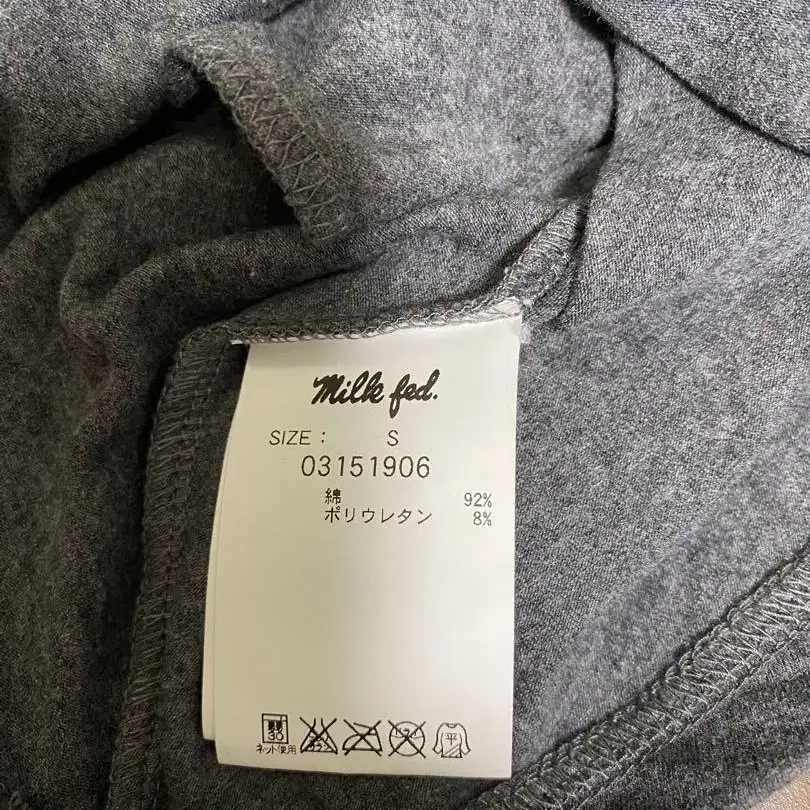 Milk fed.
SIZE: S
03151906
綿 92%
ポリウレタン 8%
30 平
ネット使用